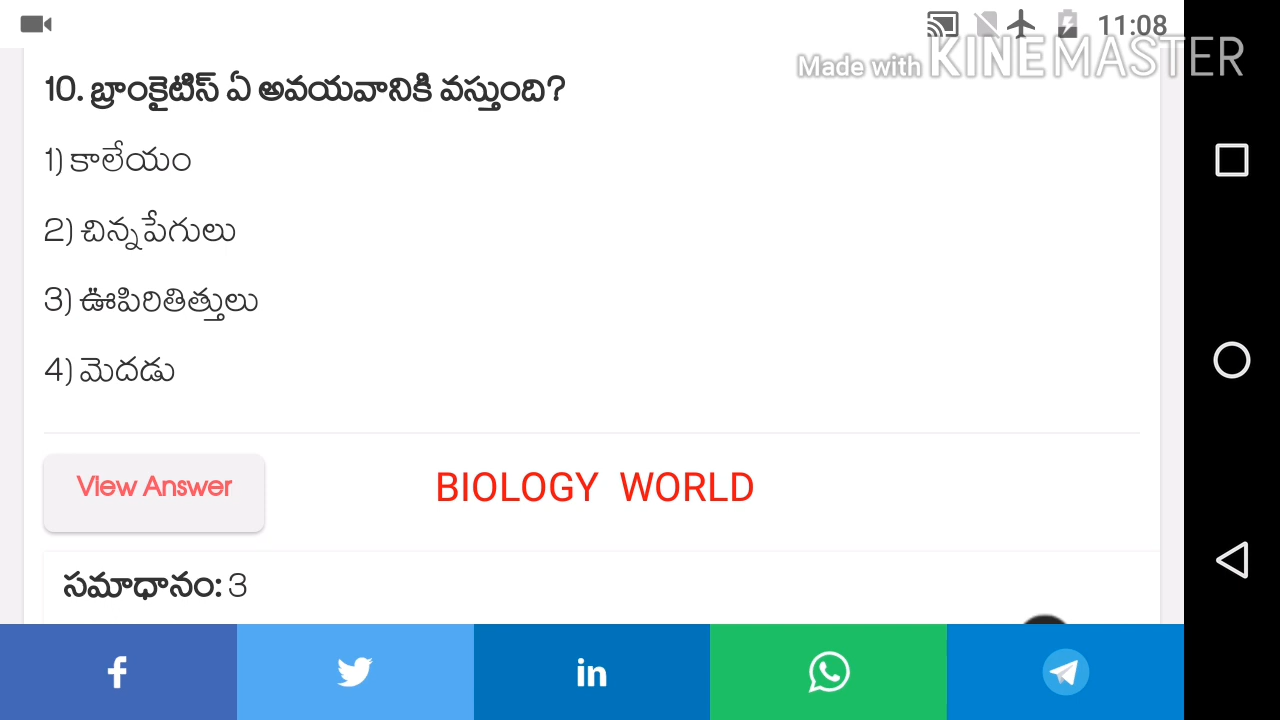 11:08
Made with KINEMASTER
10. బ్రాంకైటిస్ ఏ అవయవానికి వస్తుంది?
1) కాలేయం
2) చిన్నపేగులు
3) ఊపిరితిత్తులు
4) మెదడు
View Answer
BIOLOGY WORLD
సమాధానం: 3